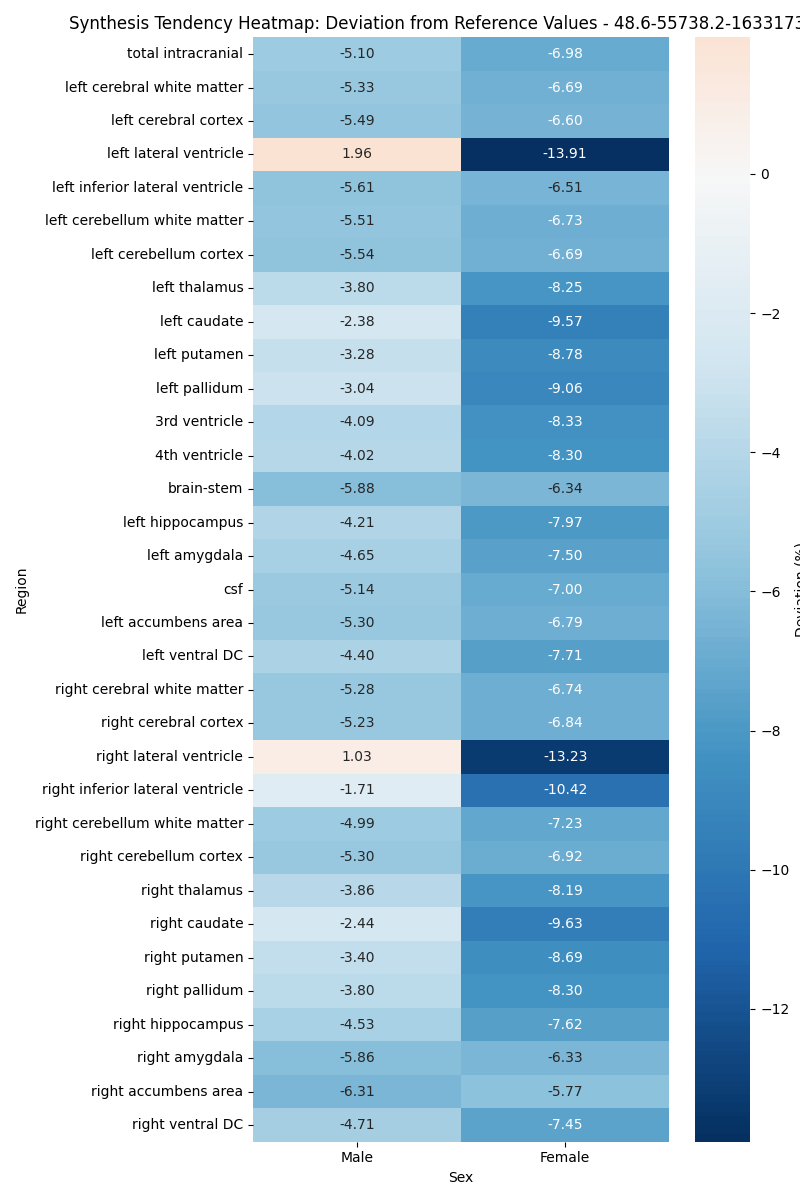 Synthesis Tendency Heatmap: Deviation from Reference Values - 48.6-55738.2-1633173
total intracranial -5.10 -6.98
left cerebral white matter -5.33 -6.69
left cerebral cortex -5.49 -6.60
left lateral ventricle 1.96 -13.91
left inferior lateral ventricle -5.61 -6.51
left cerebellum white matter -5.51 -6.73
left cerebellum cortex -5.54 -6.69
left thalamus -3.80 -8.25
left caudate -2.38 -9.57
left putamen -3.28 -8.78
left pallidum -3.04 -9.06
3rd ventricle -4.09 -8.33
4th ventricle -4.02 -8.30
brain-stem -5.88 -6.34
left hippocampus -4.21 -7.97
left amygdala -4.65 -7.50
csf -5.14 -7.00
left accumbens area -5.30 -6.79
left ventral DC -4.40 -7.71
right cerebral white matter -5.28 -6.74
right cerebral cortex -5.23 -6.84
right lateral ventricle 1.03 -13.23
right inferior lateral ventricle -1.71 -10.42
right cerebellum white matter -4.99 -7.23
right cerebellum cortex -5.30 -6.92
right thalamus -3.86 -8.19
right caudate -2.44 -9.63
right putamen -3.40 -8.69
right pallidum -3.80 -8.30
right hippocampus -4.53 -7.62
right amygdala -5.86 -6.33
right accumbens area -6.31 -5.77
right ventral DC -4.71 -7.45
Male Female
Sex
Region
0
−2
−4
−6
−8
−10
−12
Deviation (%)